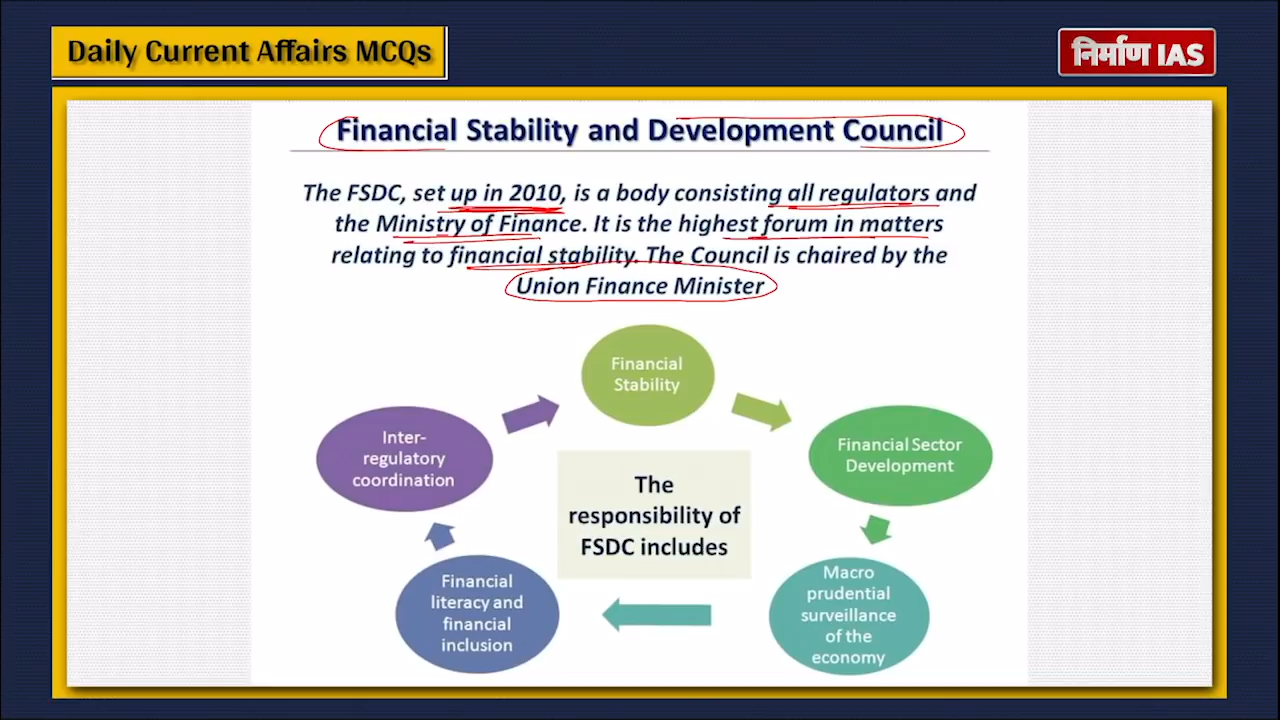 Daily Current Affairs MCQs
निर्माण IAS
Financial Stability and Development Council
The FSDC, set up in 2010, is a body consisting all regulators and
the Ministry of Finance. It is the highest forum in matters
relating to financial stability. The Council is chaired by the
Union Finance Minister
Financial
Stability
Financial Sector
Development
Macro
prudential
surveillance
of the
economy
Financial
literacy and
financial
inclusion
Inter-
regulatory
coordination
The
responsibility of
FSDC includes